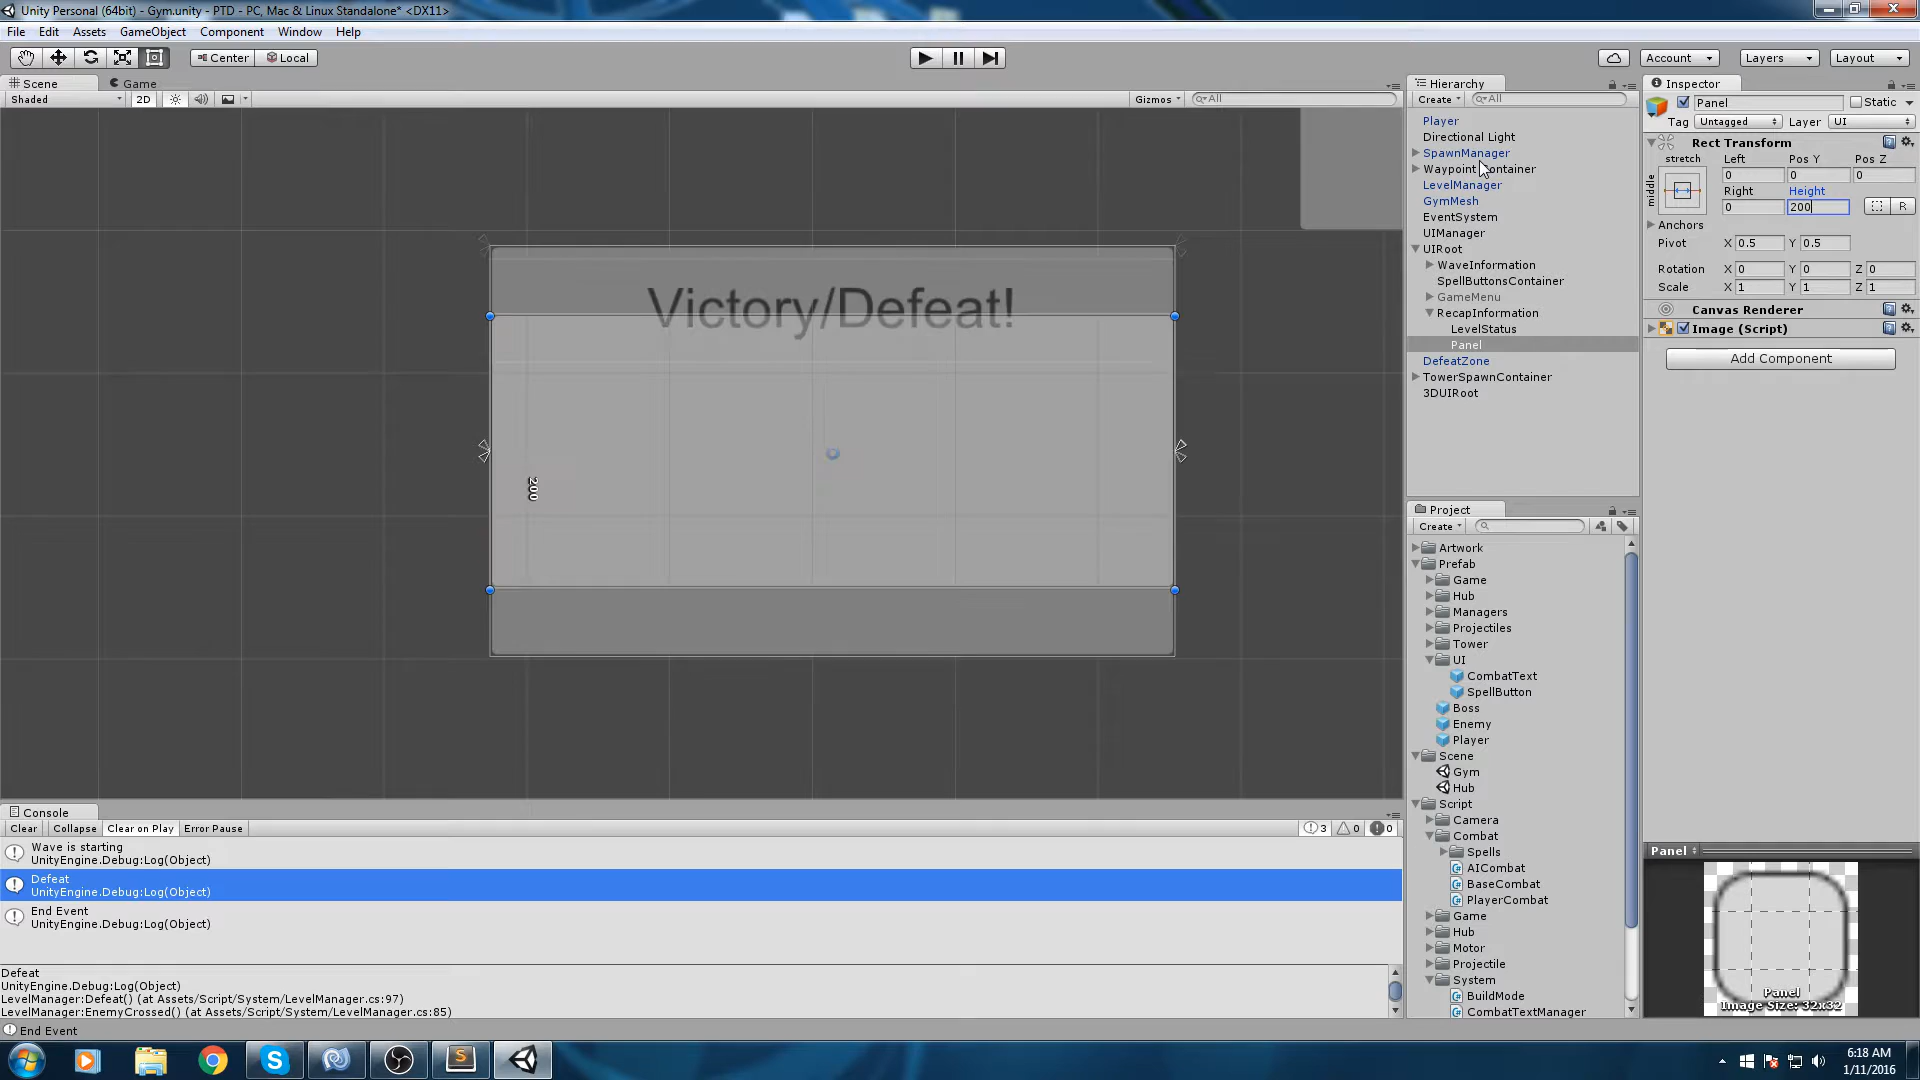 Unity Personal (64bit) - Gym.unity - PTD - PC, Mac & Linux Standalone* <DX11>
File Edit Assets GameObject Component Window Help
Center Local Account Layers Layout
Scene Game
Shaded 2D Gizmos All
Victory/Defeat!
200
Hierarchy
Create All
Player
Directional Light
SpawnManager
Waypoint Container
LevelManager
GymMesh
EventSystem
UIManager
UIRoot
WaveInformation
SpellButtonsContainer
GameMenu
RecapInformation
LevelStatus
Panel
DefeatZone
TowerSpawnContainer
3DUIRoot
Inspector
Panel Static
Tag Untagged Layer UI
Rect Transform
stretch Left Pos Y Pos Z
middle 0 0 0
Right Height
0 200 R
Anchors
Pivot X 0.5 Y 0.5
Rotation X 0 Y 0 Z 0
Scale X 1 Y 1 Z 1
Canvas Renderer
Image (Script)
Add Component
Project
Create
Artwork
Prefab
Game
Hub
Managers
Projectiles
Tower
UI
CombatText
SpellButton
Boss
Enemy
Player
Scene
Gym
Hub
Script
Camera
Combat
Spells
AICombat
BaseCombat
PlayerCombat
Game
Hub
Motor
Projectile
System
BuildMode
CombatTextManager
Panel
Panel
Image Size: 32x32
Console
Clear Collapse Clear on Play Error Pause 3 0 0
Wave is starting
UnityEngine.Debug:Log(Object)
Defeat
UnityEngine.Debug:Log(Object)
End Event
UnityEngine.Debug:Log(Object)
Defeat
UnityEngine.Debug:Log(Object)
LevelManager:Defeat() (at Assets/Script/System/LevelManager.cs:97)
LevelManager:EnemyCrossed() (at Assets/Script/System/LevelManager.cs:85)
End Event
6:18 AM
1/11/2016